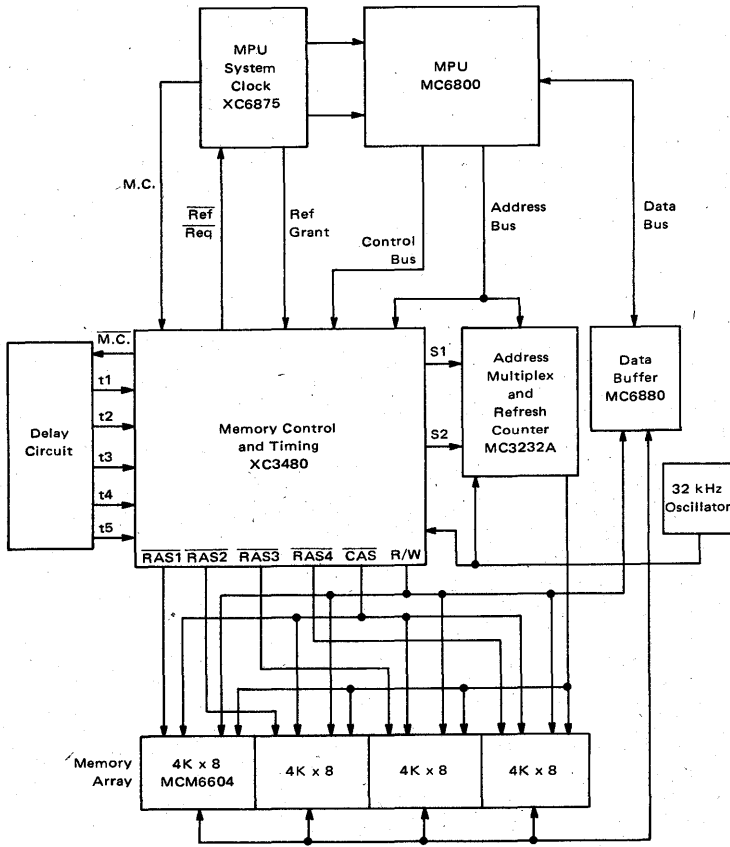 MPU
System
Clock
XC6875
MPU
MC6800
M.C.
Ref
Req
Ref
Grant
Control
Bus
Address
Bus
Data
Bus
M.C.
Delay
Circuit
t1
t2
t3
t4
t5
Memory Control
and Timing
XC3480
S1
S2
Address
Multiplex
and
Refresh
Counter
MC3232A
Data
Buffer
MC6880
32 kHz
Oscillator
RAS1 RAS2 RAS3 RAS4 CAS R/W
Memory
Array
4K x 8
MCM6604
4K x 8
4K x 8
4K x 8